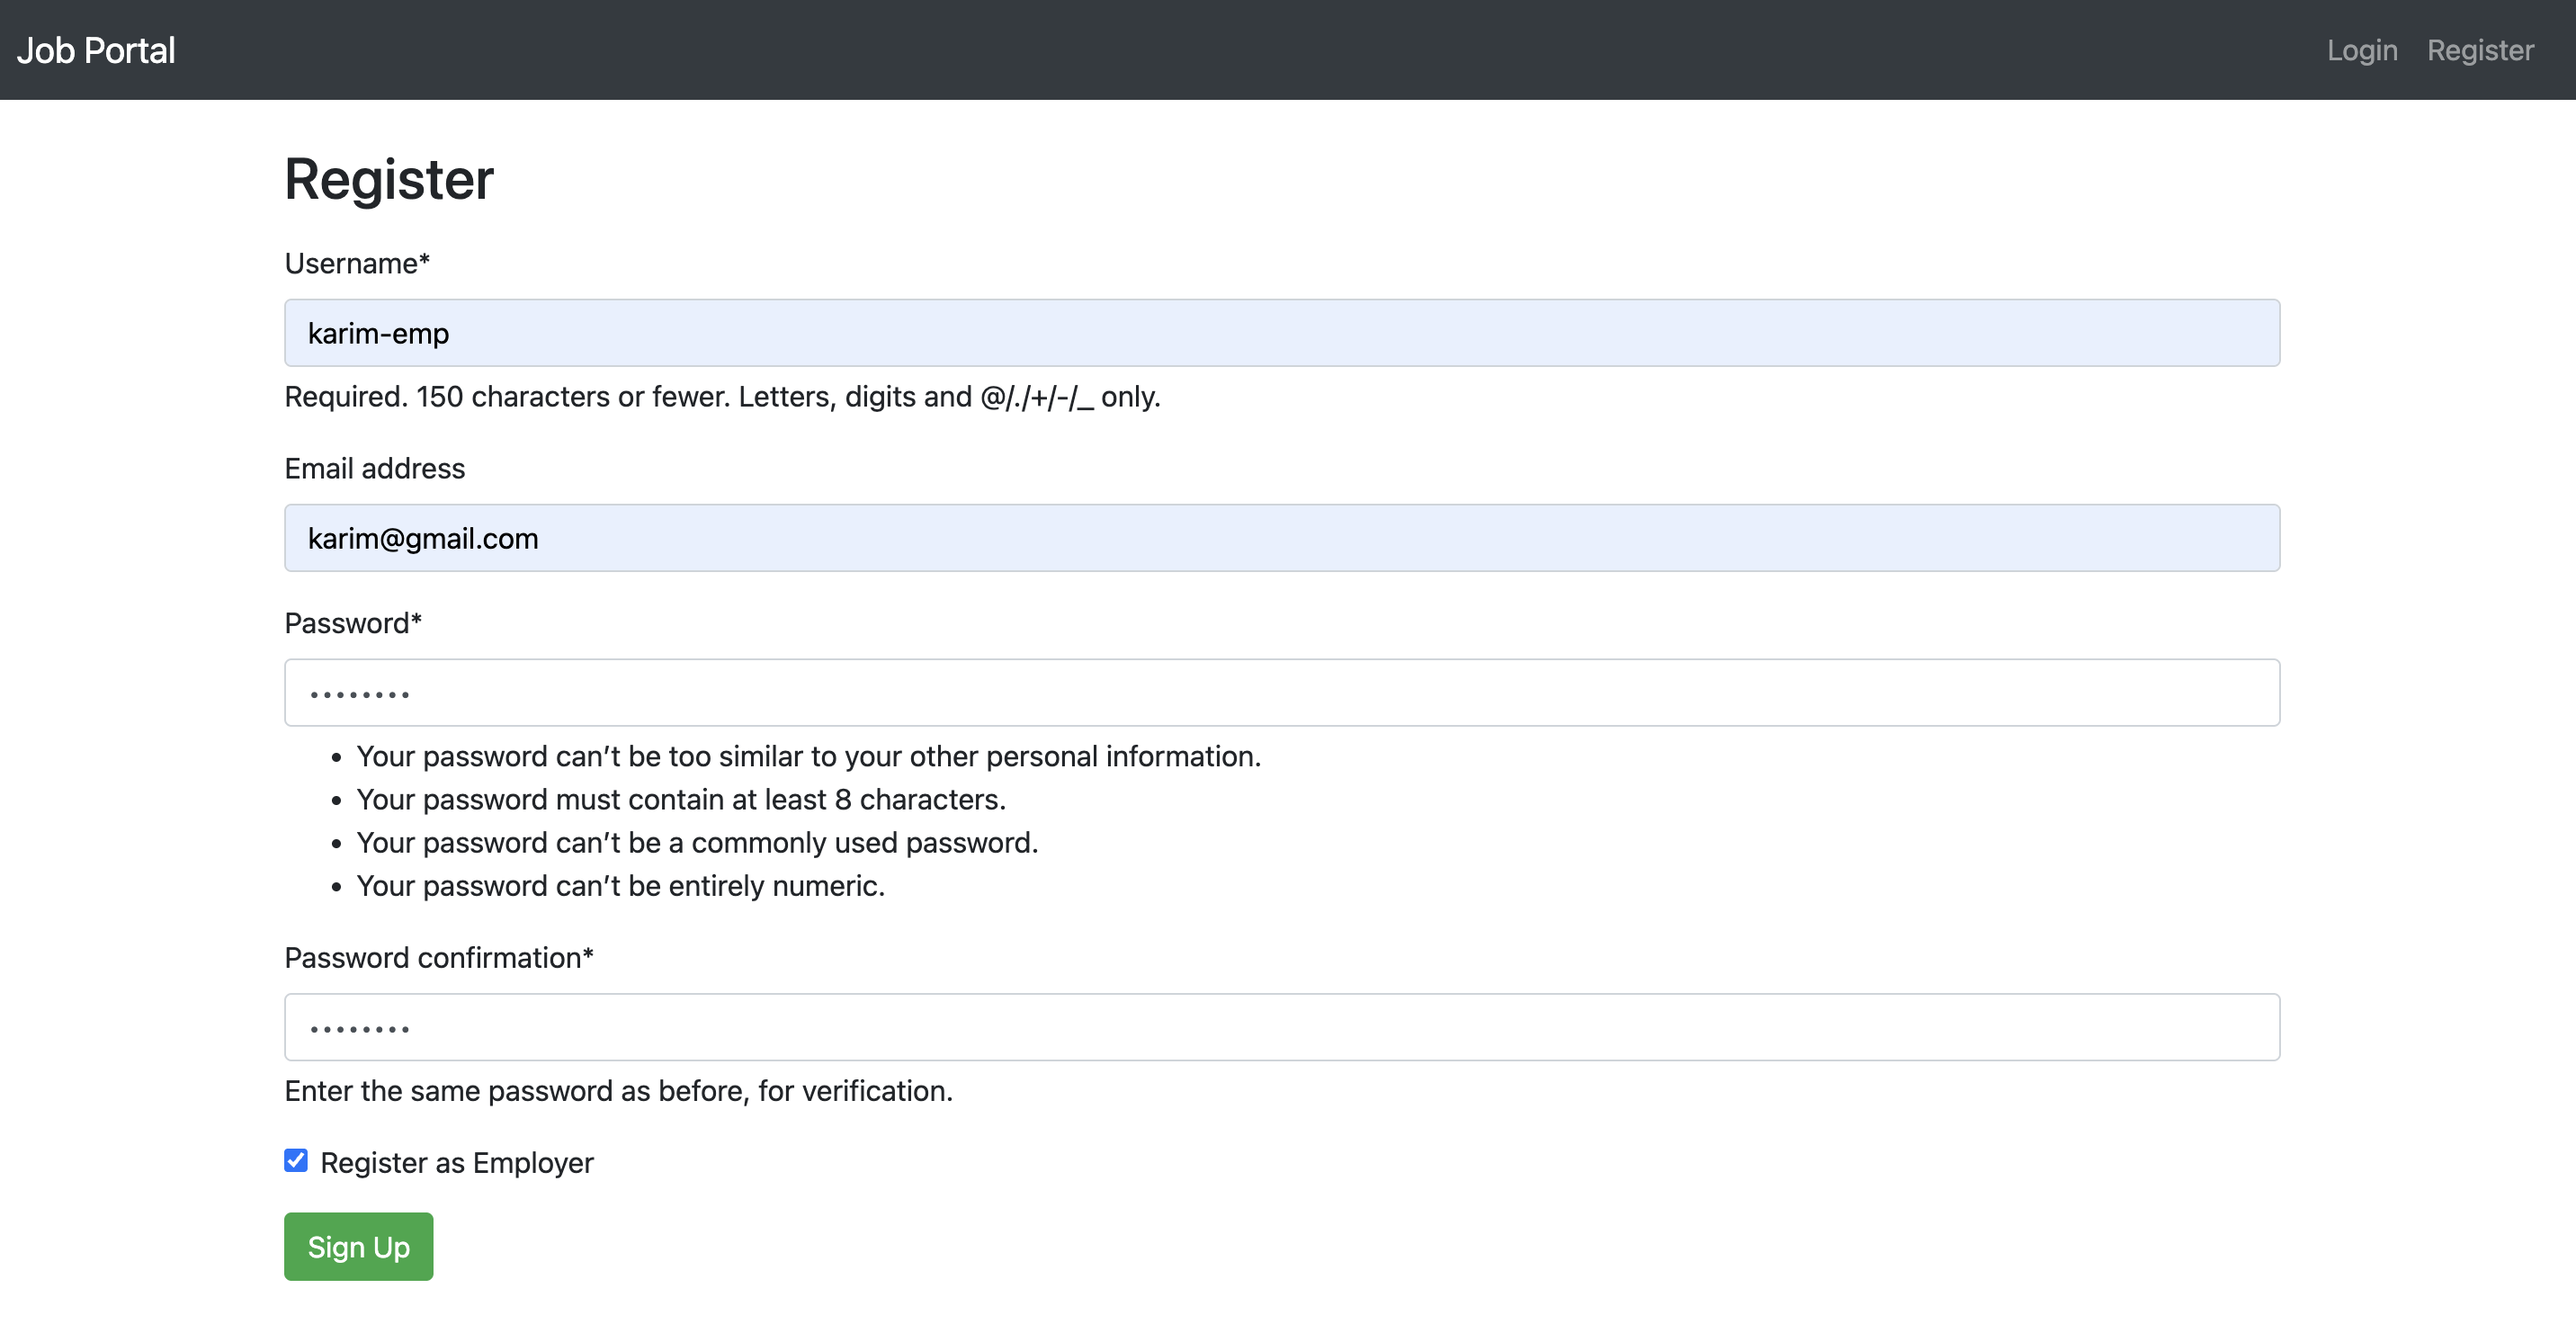 Job Portal
Login Register
Register
Username*
karim-emp
Required. 150 characters or fewer. Letters, digits and @/./+/-/_ only.
Email address
karim@gmail.com
Password*
••••••••
• Your password can’t be too similar to your other personal information.
• Your password must contain at least 8 characters.
• Your password can’t be a commonly used password.
• Your password can’t be entirely numeric.
Password confirmation*
••••••••
Enter the same password as before, for verification.
Register as Employer
Sign Up